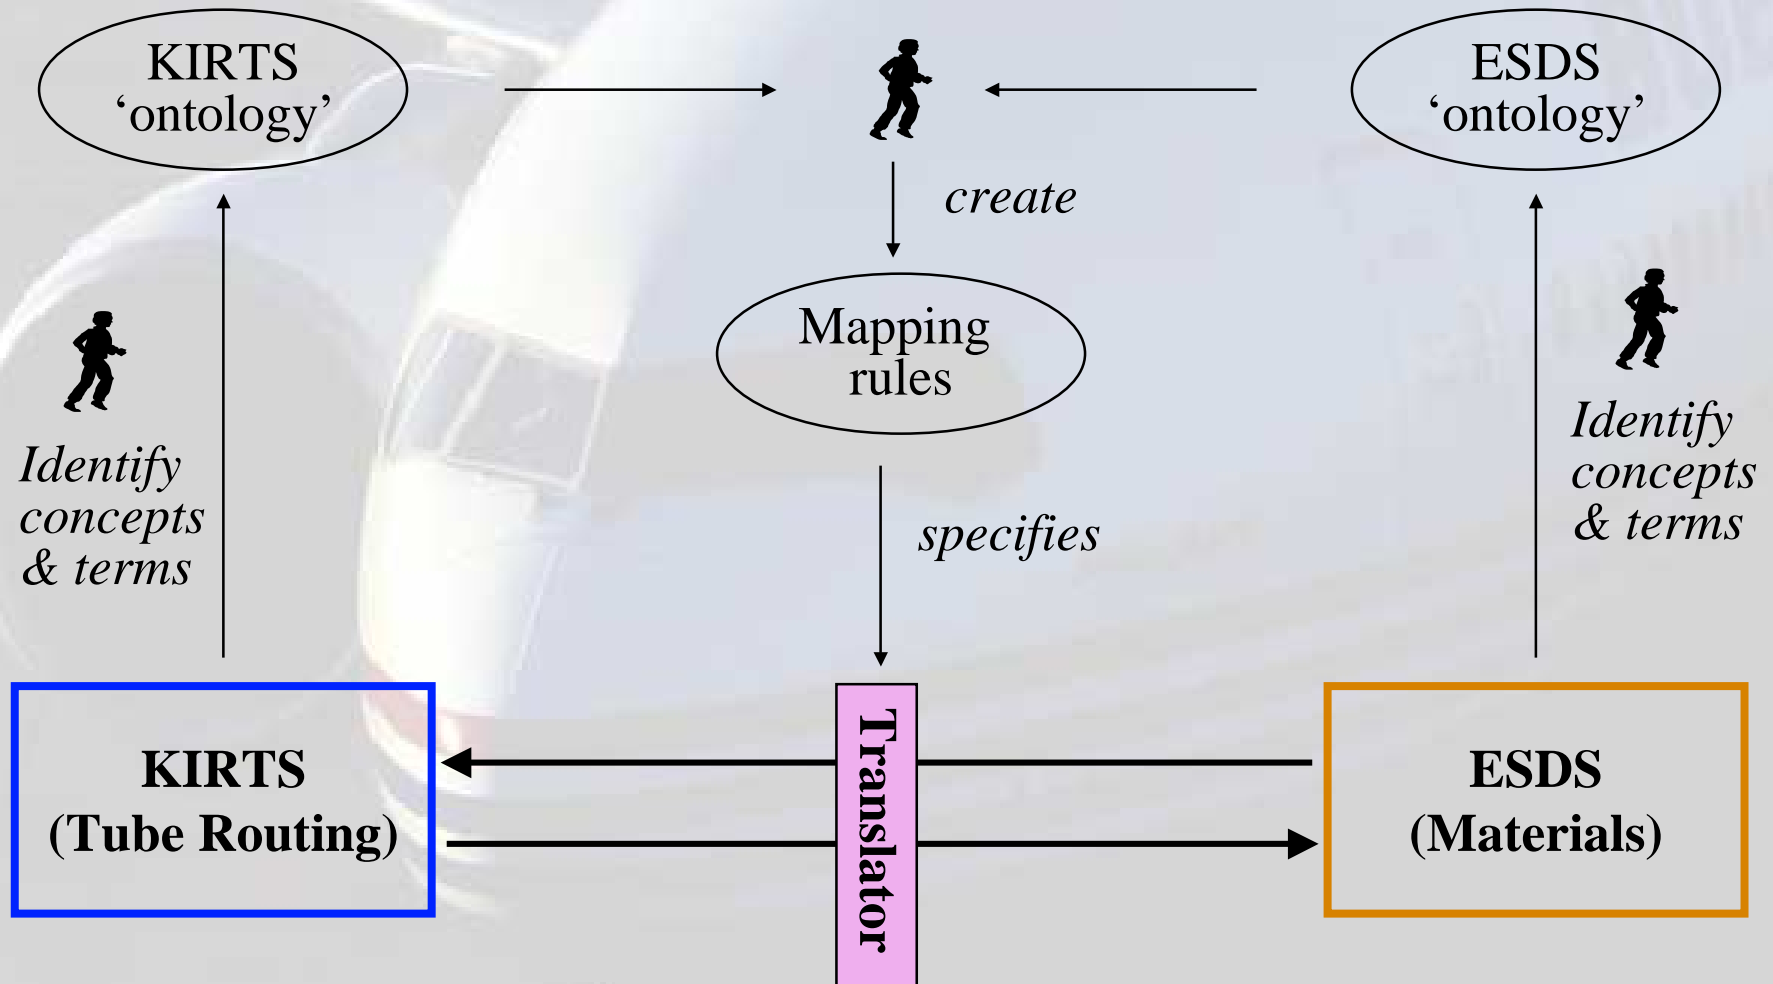 KIRTS
‘ontology’
ESDS
‘ontology’
create
Mapping
rules
Identify
concepts
& terms
Identify
concepts
& terms
specifies
KIRTS
(Tube Routing)
Translator
ESDS
(Materials)